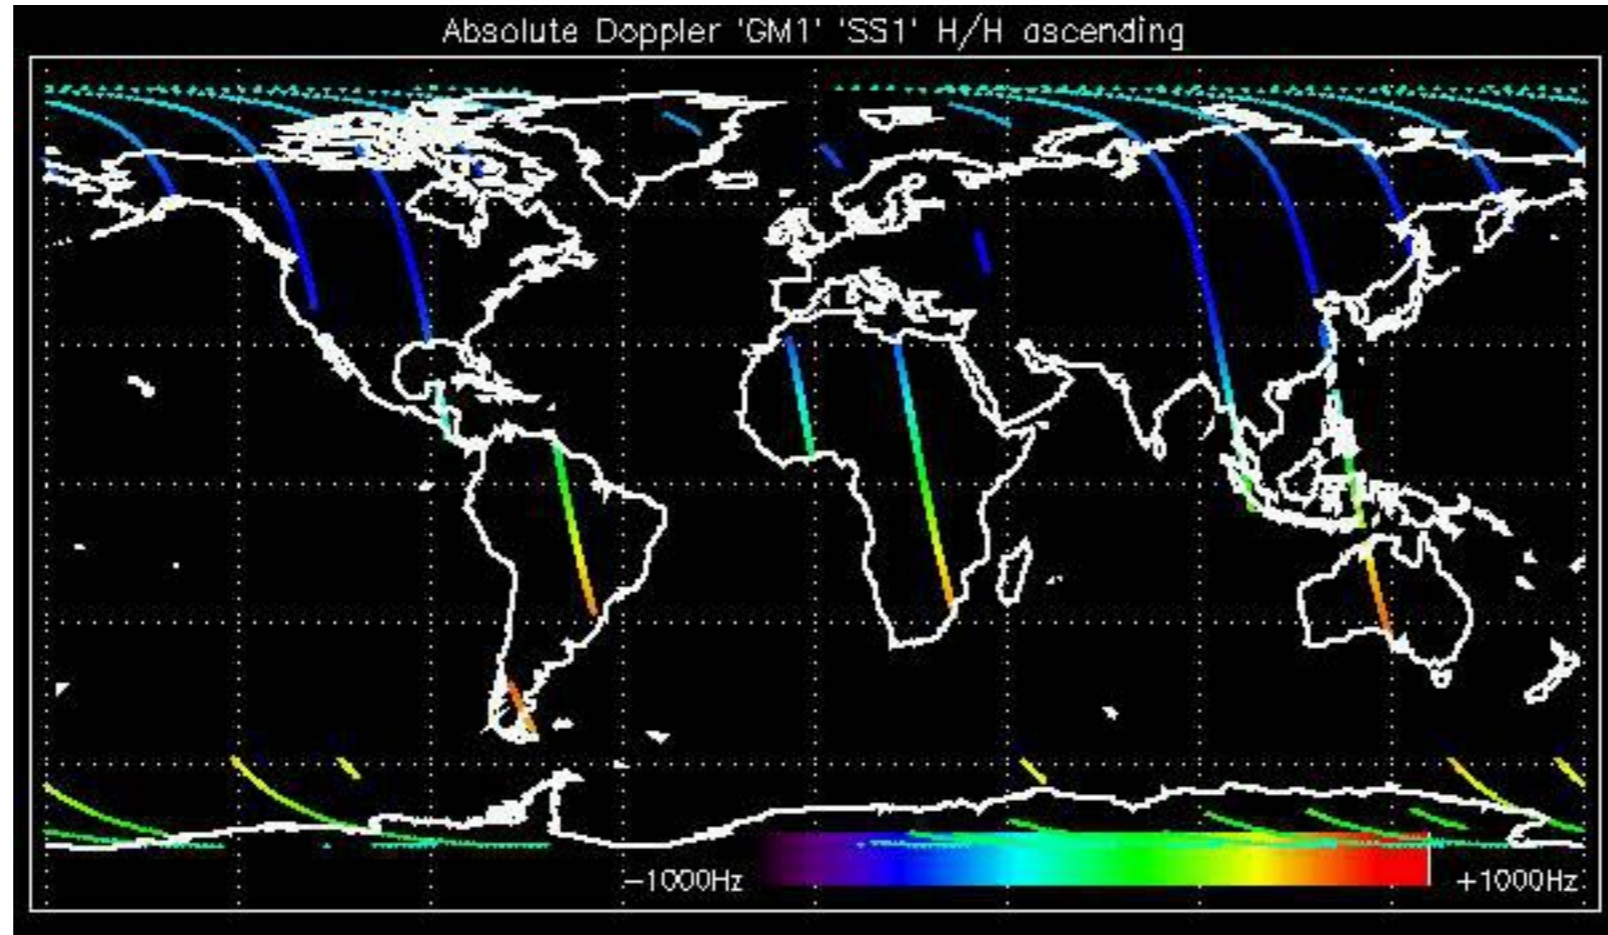 Absolute Doppler 'GM1' 'SS1' H/H ascending
−1000Hz +1000Hz